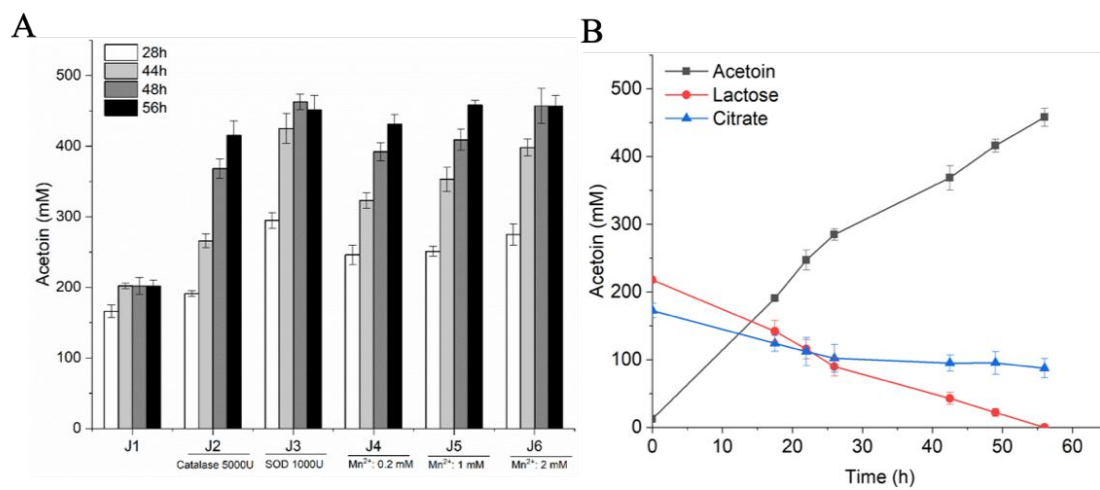 A
28h
44h
48h
56h
500
400
300
200
100
0
Acetoin (mM)
J1
J2
J3
J4
J5
J6
Catalase 5000U
SOD 1000U
Mn²⁺: 0.2 mM
Mn²⁺: 1 mM
Mn²⁺: 2 mM
B
Acetoin
Lactose
Citrate
500
400
300
200
100
0
Acetoin (mM)
0
10
20
30
40
50
60
Time (h)